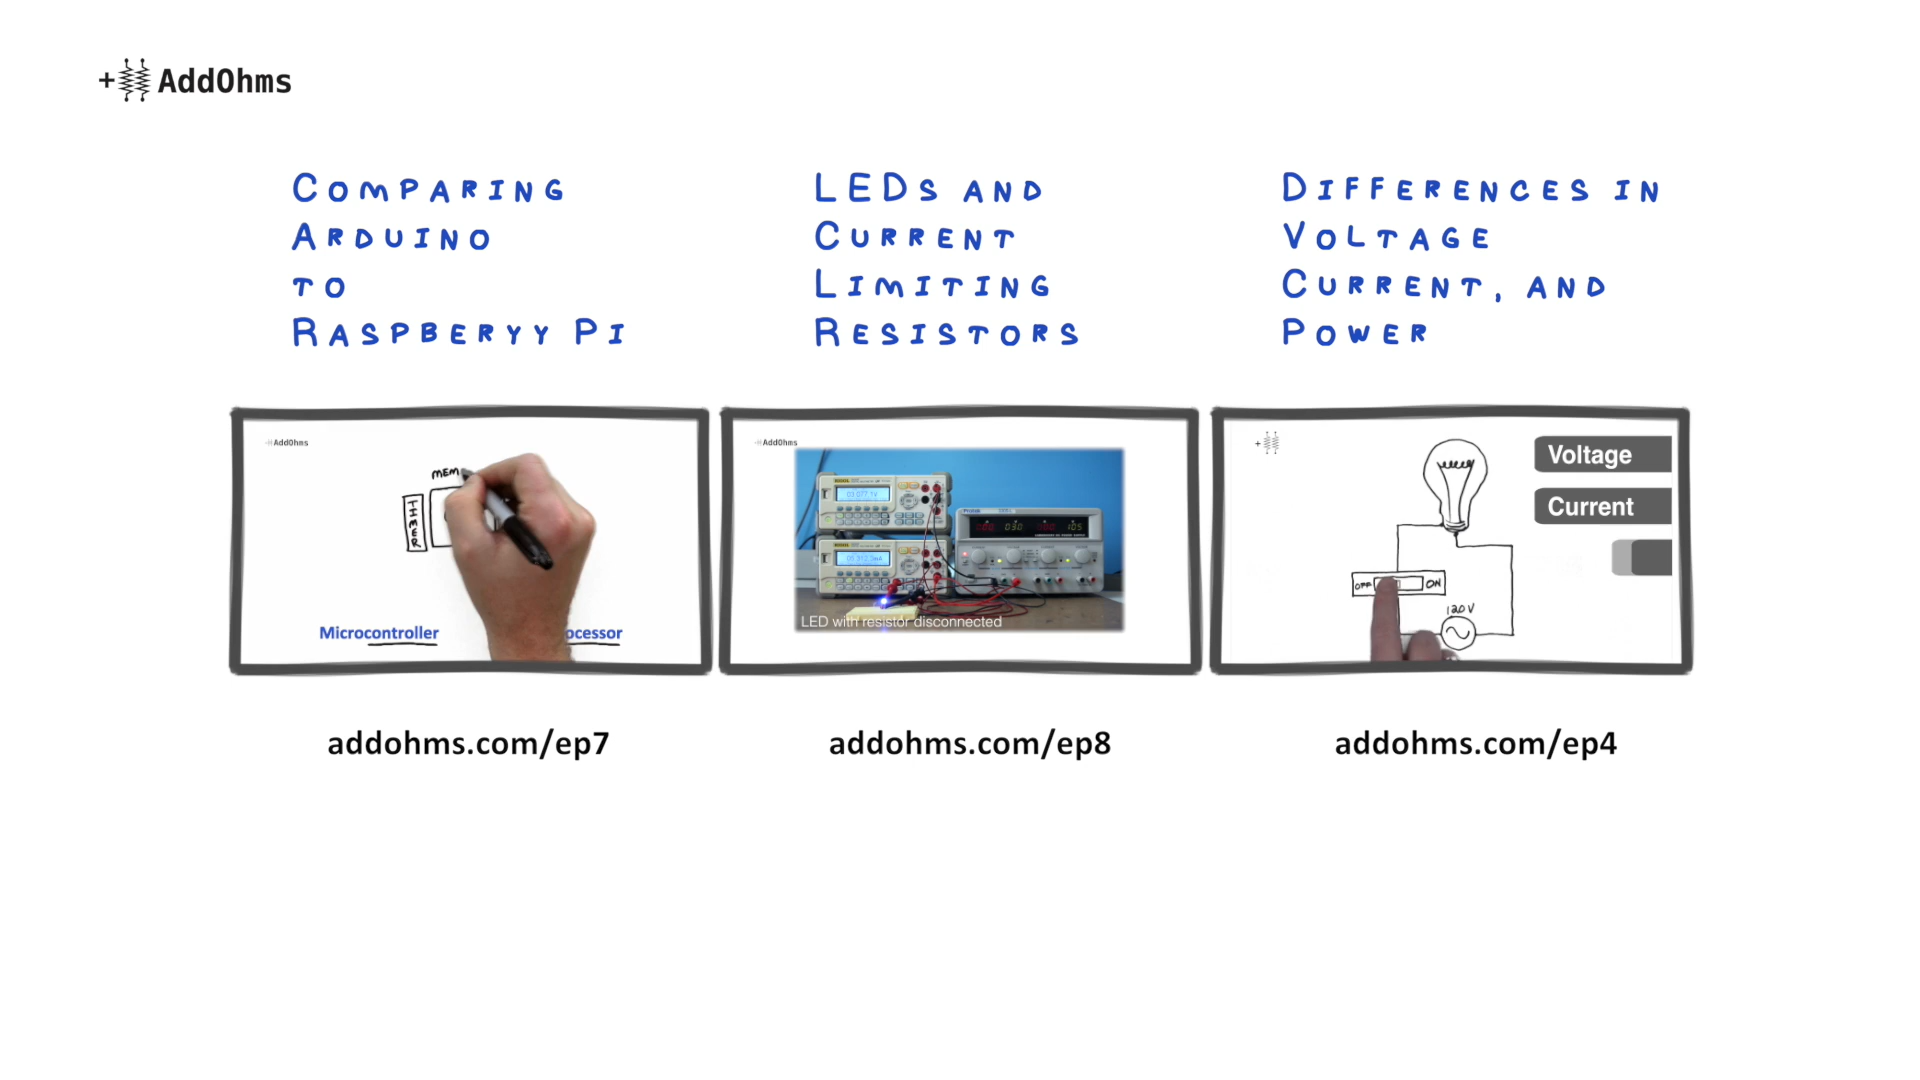 + AddOhms
Comparing
Arduino
to
Raspberyy Pi
LEDs and
Current
Limiting
Resistors
Differences in
Voltage
Current, and
Power
AddOhms
MEM
TIMER
Microcontroller
ocessor
AddOhms
LED with resistor disconnected
+
Voltage
Current
OFF
ON
120V
addohms.com/ep7
addohms.com/ep8
addohms.com/ep4